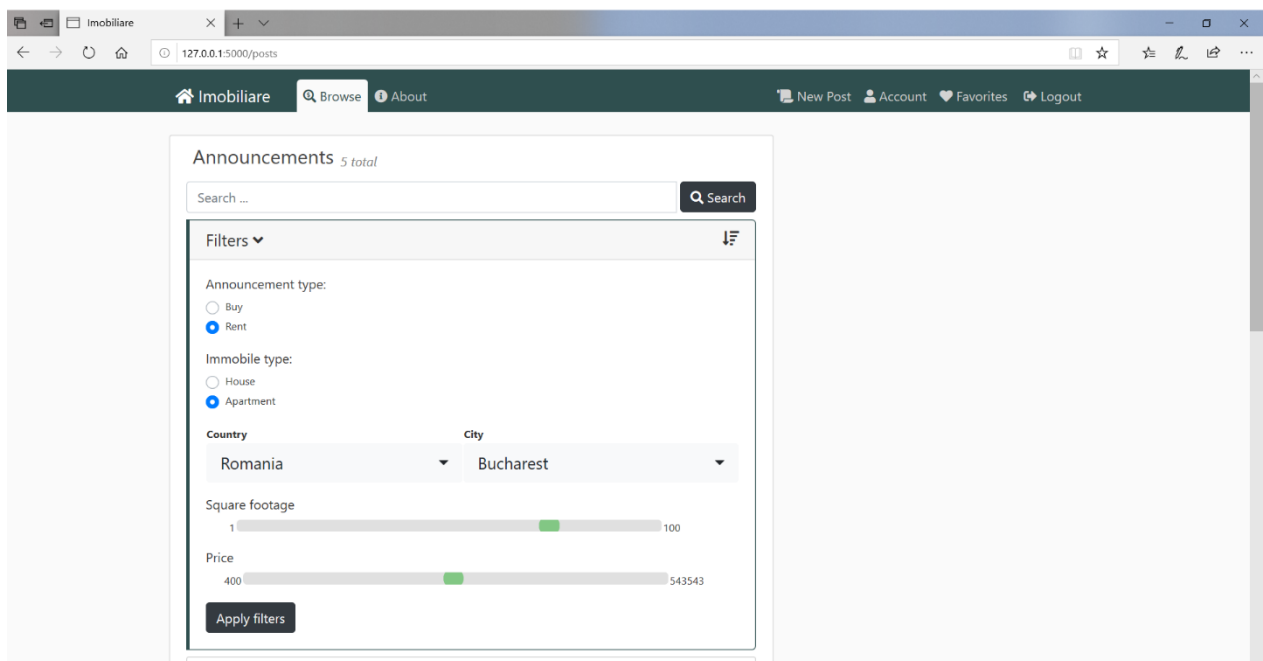 Imobiliare
127.0.0.1:5000/posts
Imobiliare Browse About New Post Account Favorites Logout
Announcements 5 total
Search ... Search
Filters
Announcement type:
Buy
Rent
Immobile type:
House
Apartment
Country City
Romania Bucharest
Square footage
1 100
Price
400 543543
Apply filters